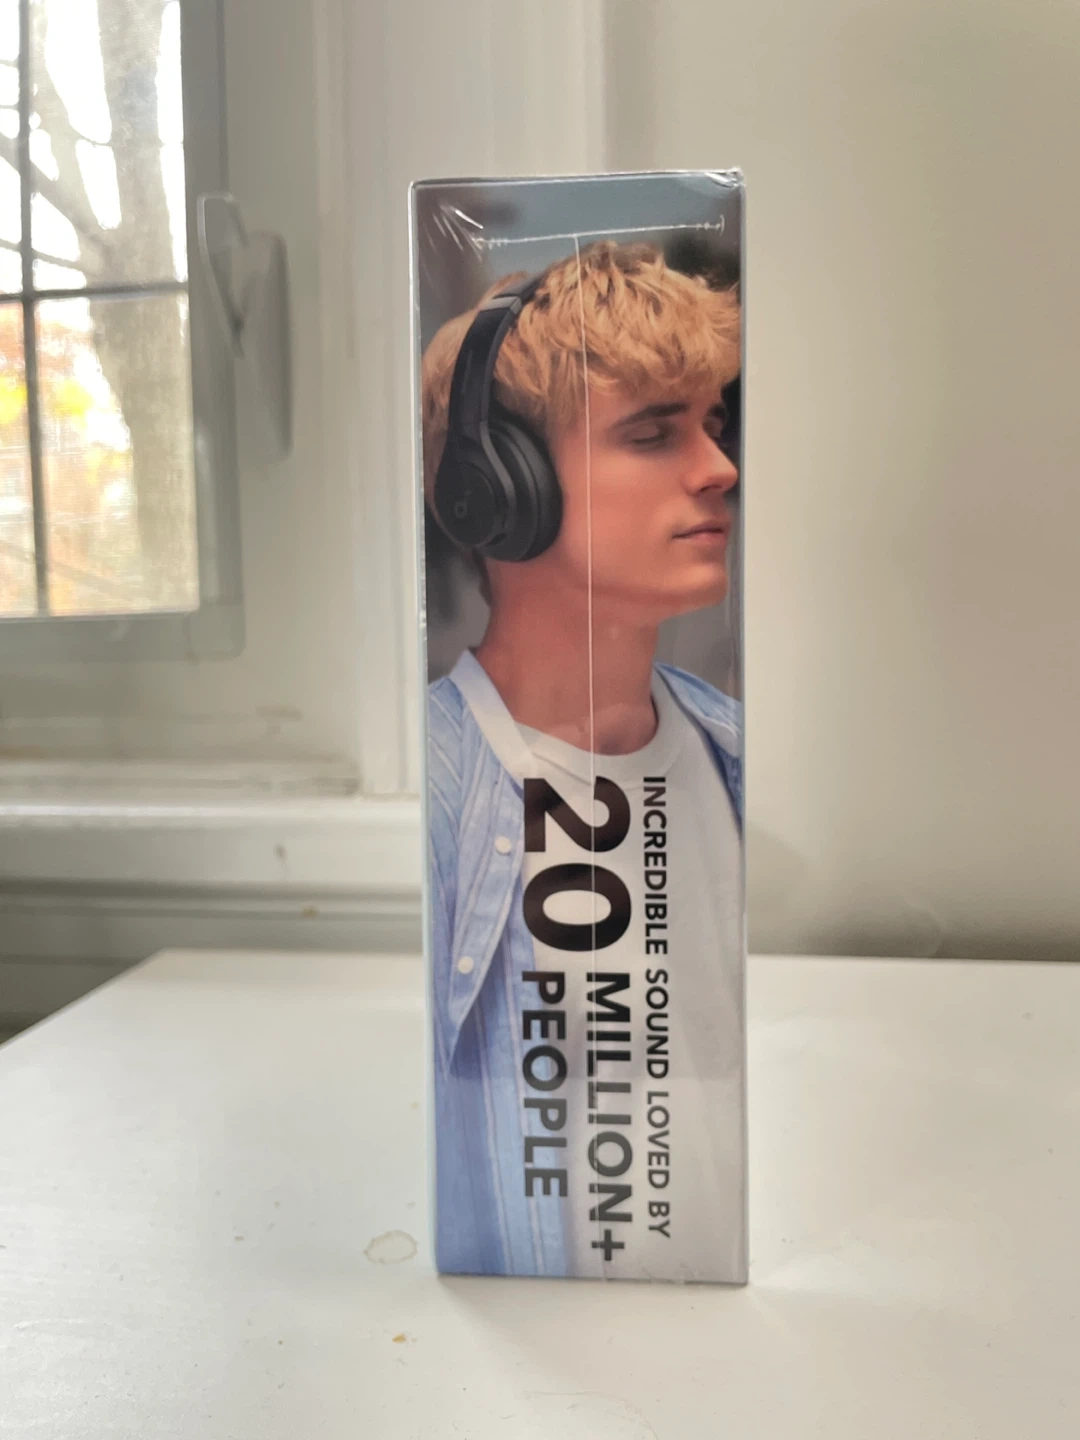 INCREDIBLE SOUND LOVED BY
20 MILLION+
PEOPLE